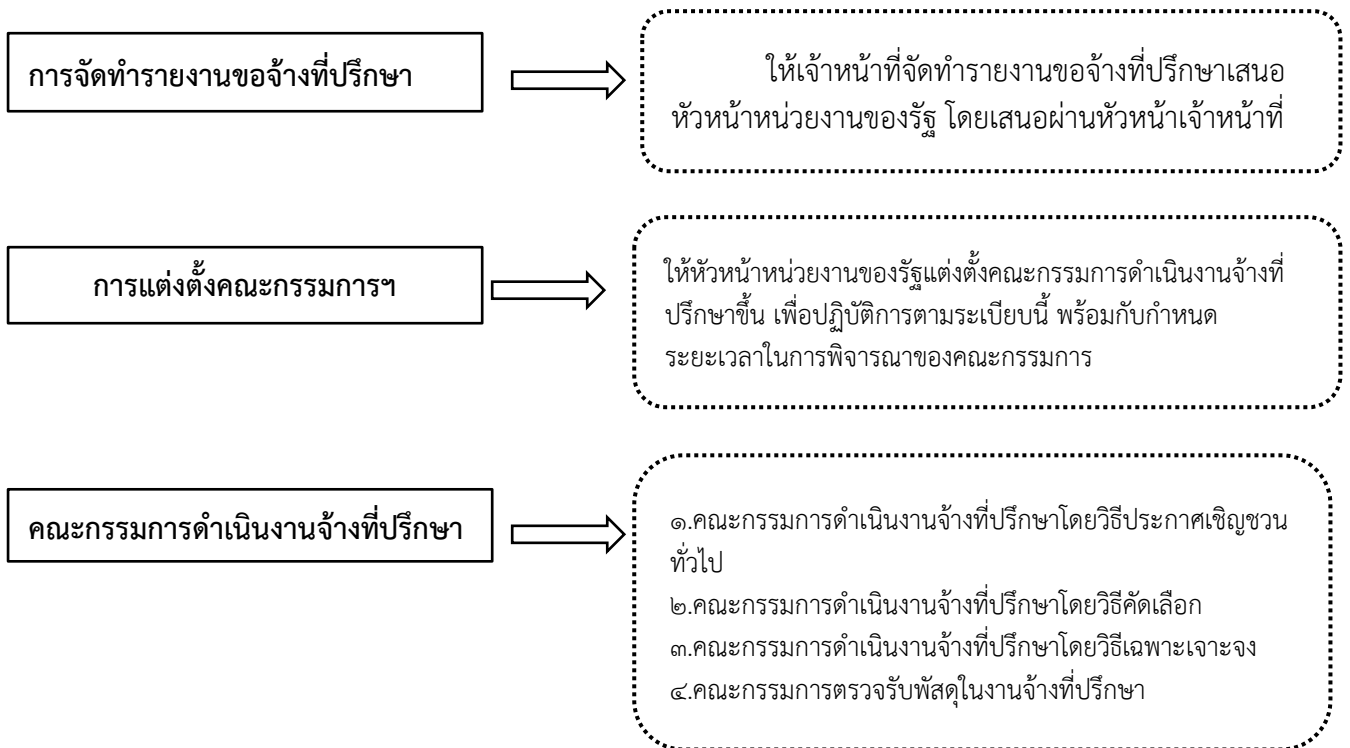 การจัดทำรายงานขอจ้างที่ปรึกษา
ให้เจ้าหน้าที่จัดทำรายงานขอจ้างที่ปรึกษาเสนอ
หัวหน้าหน่วยงานของรัฐ โดยเสนอผ่านหัวหน้าเจ้าหน้าที่
การแต่งตั้งคณะกรรมการฯ
ให้หัวหน้าหน่วยงานของรัฐแต่งตั้งคณะกรรมการดำเนินงานจ้างที่
ปรึกษาขึ้น เพื่อปฏิบัติการตามระเบียบนี้ พร้อมกับกำหนด
ระยะเวลาในการพิจารณาของคณะกรรมการ
คณะกรรมการดำเนินงานจ้างที่ปรึกษา
๑.คณะกรรมการดำเนินงานจ้างที่ปรึกษาโดยวิธีประกาศเชิญชวน
ทั่วไป
๒.คณะกรรมการดำเนินงานจ้างที่ปรึกษาโดยวิธีคัดเลือก
๓.คณะกรรมการดำเนินงานจ้างที่ปรึกษาโดยวิธีเฉพาะเจาะจง
๔.คณะกรรมการตรวจรับพัสดุในงานจ้างที่ปรึกษา